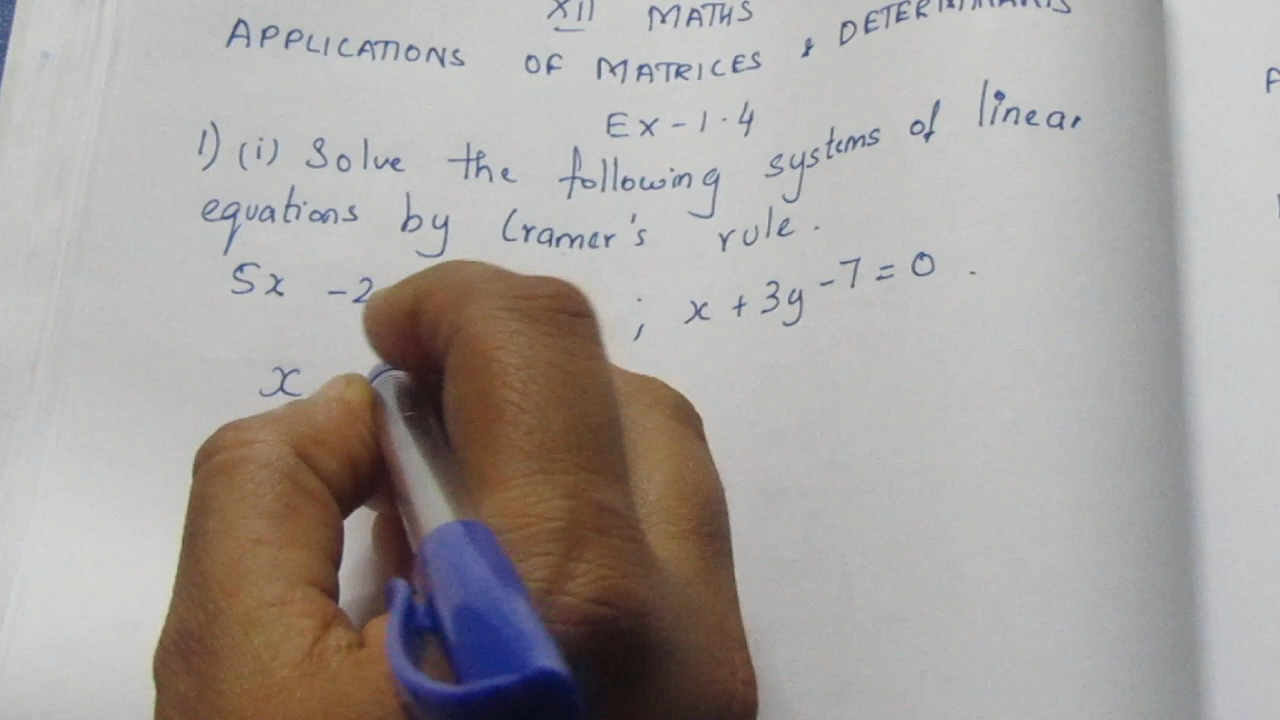 XII MATHS
APPLICATIONS OF MATRICES & DETERMINANTS
Ex-1.4
1) (i) Solve the following systems of linear
equations by Cramer's rule.
5x -2 ; x + 3y - 7 = 0 .
x